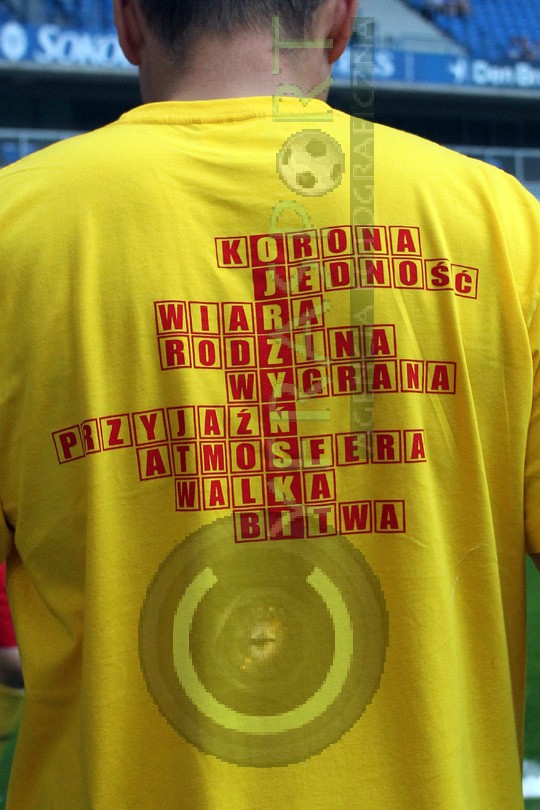 KORONA
JEDNOŚĆ
WIARA
RODZINA
WYGRANA
PRZYJAŹŃ
ATMOSFERA
WALKA
BITWA